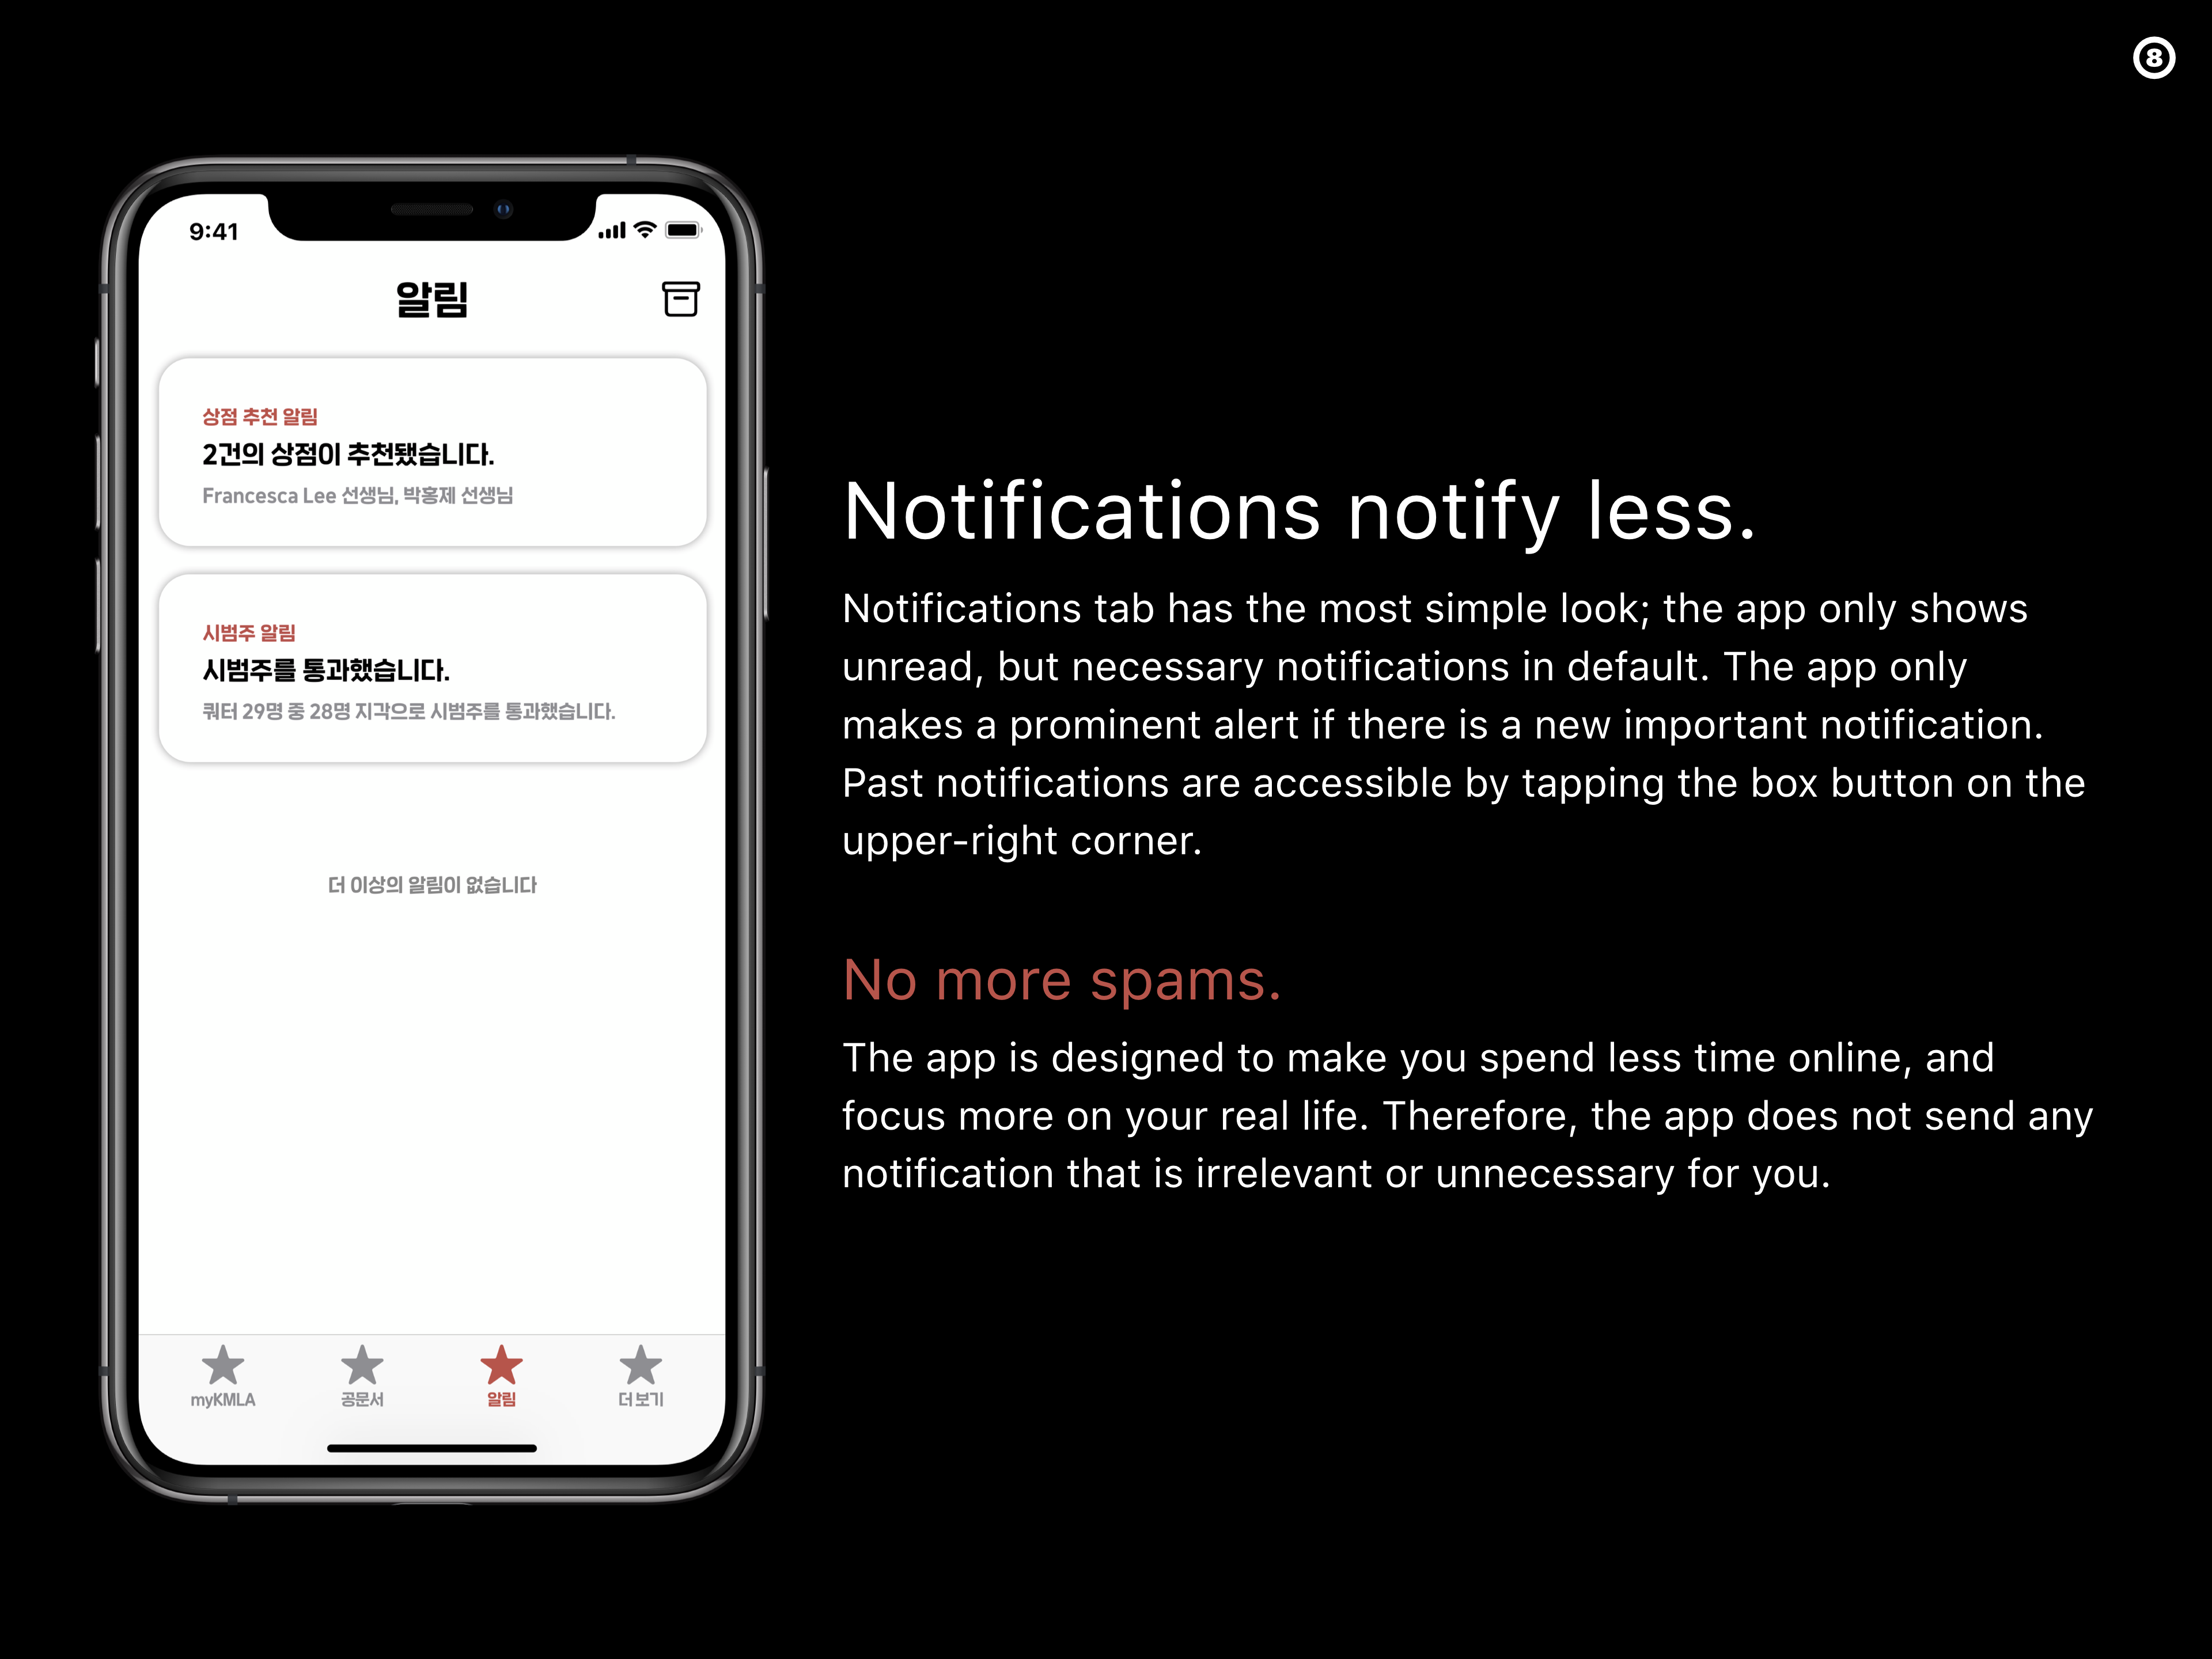 8
9:41
알림
상점 추천 알림
2건의 상점이 추천됐습니다.
Francesca Lee 선생님, 박홍제 선생님
시범주 알림
시범주를 통과했습니다.
쿼터 29명 중 28명 지각으로 시범주를 통과했습니다.
더 이상의 알림이 없습니다
myKMLA
공문서
알림
더 보기
Notifications notify less.
Notifications tab has the most simple look; the app only shows
unread, but necessary notifications in default. The app only
makes a prominent alert if there is a new important notification.
Past notifications are accessible by tapping the box button on the
upper-right corner.
No more spams.
The app is designed to make you spend less time online, and
focus more on your real life. Therefore, the app does not send any
notification that is irrelevant or unnecessary for you.